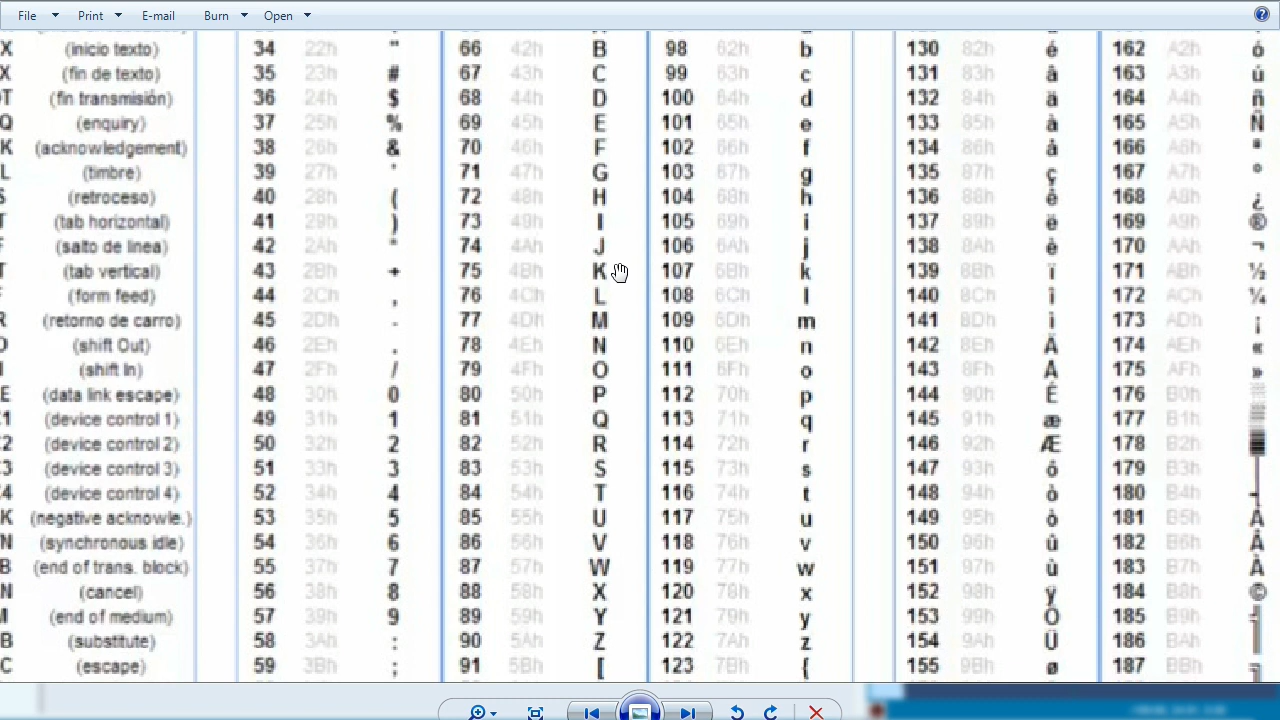 File Print E-mail Burn Open
X (inicio texto) 34 22h " 66 42h B 98 62h b 130 82h é 162 A2h ó
X (fin de texto) 35 23h # 67 43h C 99 63h c 131 83h â 163 A3h ú
OT (fin transmisión) 36 24h $ 68 44h D 100 64h d 132 84h ä 164 A4h ñ
Q (enquiry) 37 25h % 69 45h E 101 65h e 133 85h à 165 A5h Ñ
K (acknowledgement) 38 26h & 70 46h F 102 66h f 134 86h å 166 A6h ª
L (timbre) 39 27h ' 71 47h G 103 67h g 135 87h ç 167 A7h º
S (retroceso) 40 28h ( 72 48h H 104 68h h 136 88h ê 168 A8h ¿
T (tab horizontal) 41 29h ) 73 49h I 105 69h i 137 89h ë 169 A9h ®
F (salto de linea) 42 2Ah * 74 4Ah J 106 6Ah j 138 8Ah è 170 AAh ¬
T (tab vertical) 43 2Bh + 75 4Bh K 107 6Bh k 139 8Bh ï 171 ABh ½
F (form feed) 44 2Ch , 76 4Ch L 108 6Ch l 140 8Ch î 172 ACh ¼
R (retorno de carro) 45 2Dh - 77 4Dh M 109 6Dh m 141 8Dh ì 173 ADh ¡
O (shift Out) 46 2Eh . 78 4Eh N 110 6Eh n 142 8Eh Ä 174 AEh «
I (shift In) 47 2Fh / 79 4Fh O 111 6Fh o 143 8Fh Å 175 AFh »
E (data link escape) 48 30h 0 80 50h P 112 70h p 144 90h É 176 B0h ░
C1 (device control 1) 49 31h 1 81 51h Q 113 71h q 145 91h æ 177 B1h ▒
C2 (device control 2) 50 32h 2 82 52h R 114 72h r 146 92h Æ 178 B2h ▓
C3 (device control 3) 51 33h 3 83 53h S 115 73h s 147 93h ô 179 B3h │
C4 (device control 4) 52 34h 4 84 54h T 116 74h t 148 94h ò 180 B4h ┤
K (negative acknowle.) 53 35h 5 85 55h U 117 75h u 149 95h ò 181 B5h Á
N (synchronous idle) 54 36h 6 86 56h V 118 76h v 150 96h û 182 B6h Â
B (end of trans. block) 55 37h 7 87 57h W 119 77h w 151 97h ù 183 B7h À
N (cancel) 56 38h 8 88 58h X 120 78h x 152 98h ÿ 184 B8h ©
M (end of medium) 57 39h 9 89 59h Y 121 79h y 153 99h Ö 185 B9h ╣
B (substitute) 58 3Ah : 90 5Ah Z 122 7Ah z 154 9Ah Ü 186 BAh ║
C (escape) 59 3Bh ; 91 5Bh [ 123 7Bh { 155 9Bh ø 187 BBh ╗